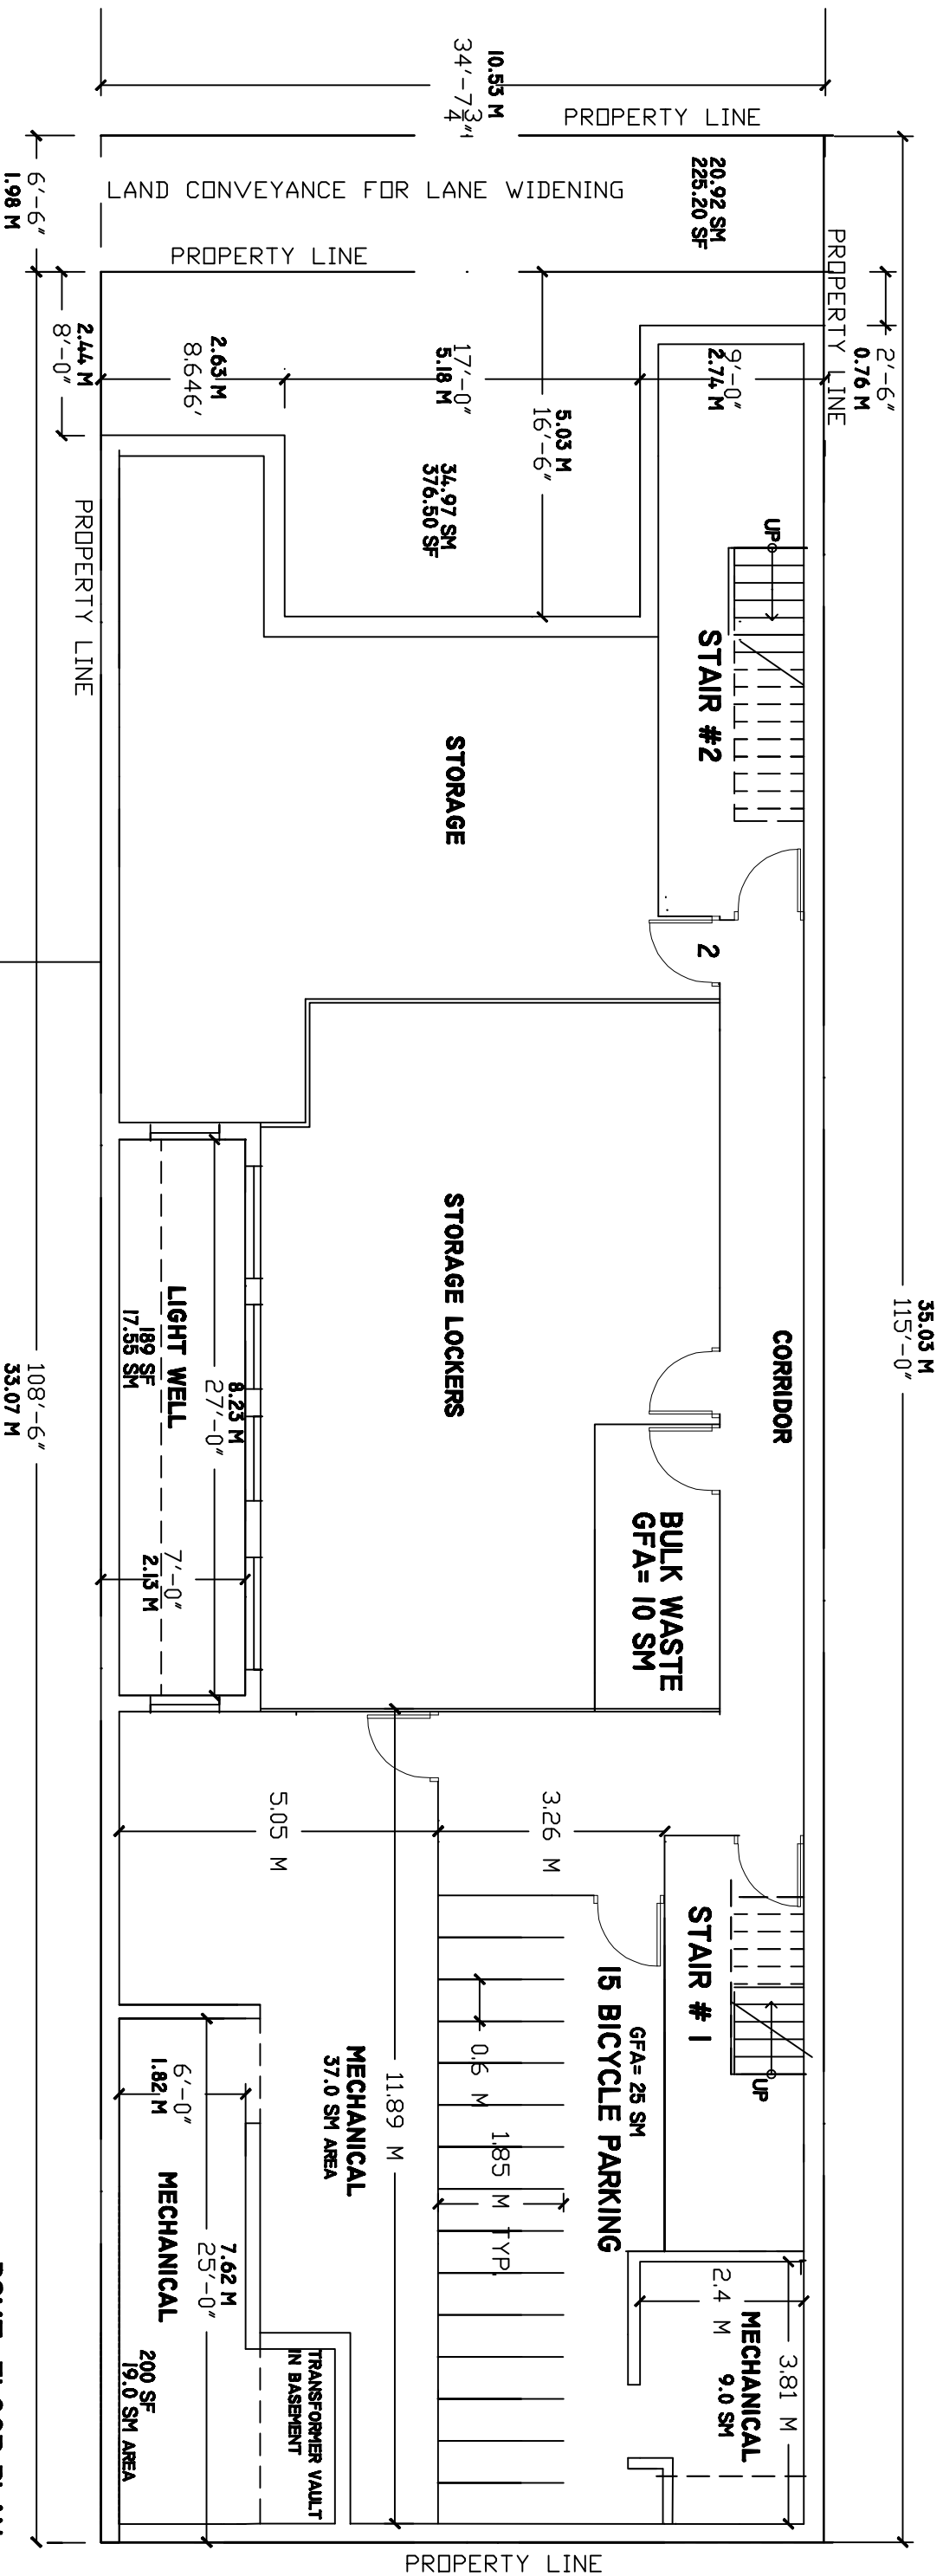 10.53 M
34'-7 3/4"
PROPERTY LINE
LAND CONVEYANCE FOR LANE WIDENING
20.92 SM
225.20 SF
6'-6"
1.98 M
PROPERTY LINE
PROPERTY LINE
2'-6"
0.76 M
2.44 M
8'-0"
2.63 M
8.646'
17'-0"
5.18 M
9'-0"
2.74 M
5.03 M
16'-6"
34.97 SM
376.50 SF
PROPERTY LINE
UP
STAIR #2
STORAGE
2
35.03 M
115'-0"
CORRIDOR
STORAGE LOCKERS
LIGHT WELL
189 SF
17.55 SM
8.23 M
27'-0"
7'-0"
2.13 M
108'-6"
33.07 M
BULK WASTE
GFA= 10 SM
5.05 M
3.26 M
STAIR # 1
UP
GFA= 25 SM
15 BICYCLE PARKING
0.6 M
1.85 M TYP.
11.89 M
MECHANICAL
37.0 SM AREA
6'-0"
1.82 M
MECHANICAL
7.62 M
25'-0"
200 SF
19.0 SM AREA
TRANSFORMER VAULT
IN BASEMENT
2.4 M
MECHANICAL
9.0 SM
3.81 M
PROPERTY LINE